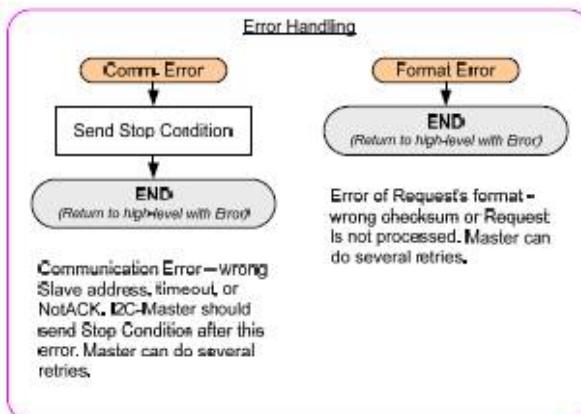 Error Handling
Comm. Error
Send Stop Condition
END
(Return to high-level with Error)
Communication Error – wrong
Slave address, timeout, or
NotACK. I2C-Master should
send Stop Condition after this
error. Master can do several
retries.
Format Error
END
(Return to high-level with Error)
Error of Request's format –
wrong checksum or Request
is not processed. Master can
do several retries.